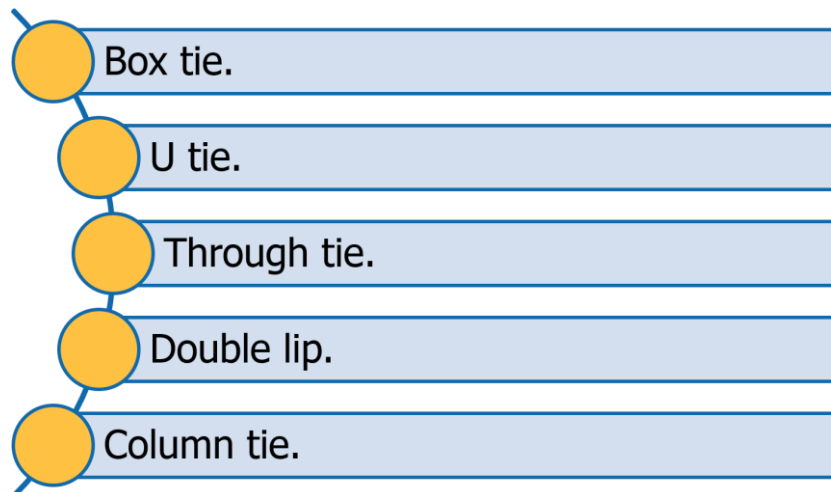 Box tie.
U tie.
Through tie.
Double lip.
Column tie.